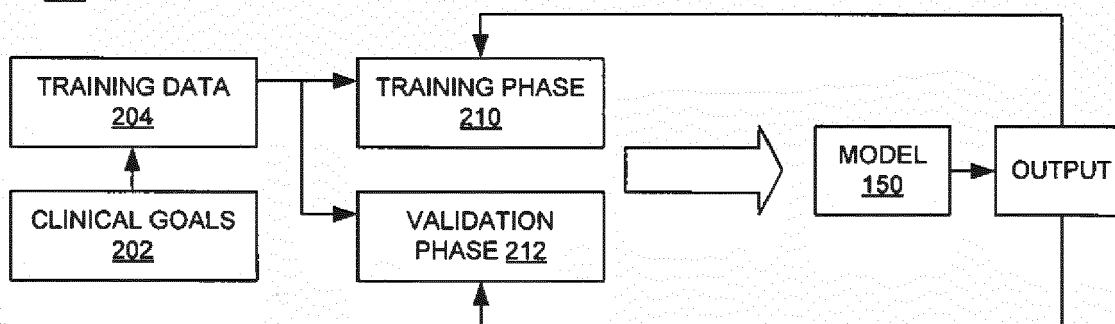 TRAINING DATA
204
CLINICAL GOALS
202
TRAINING PHASE
210
VALIDATION
PHASE 212
MODEL
150
OUTPUT